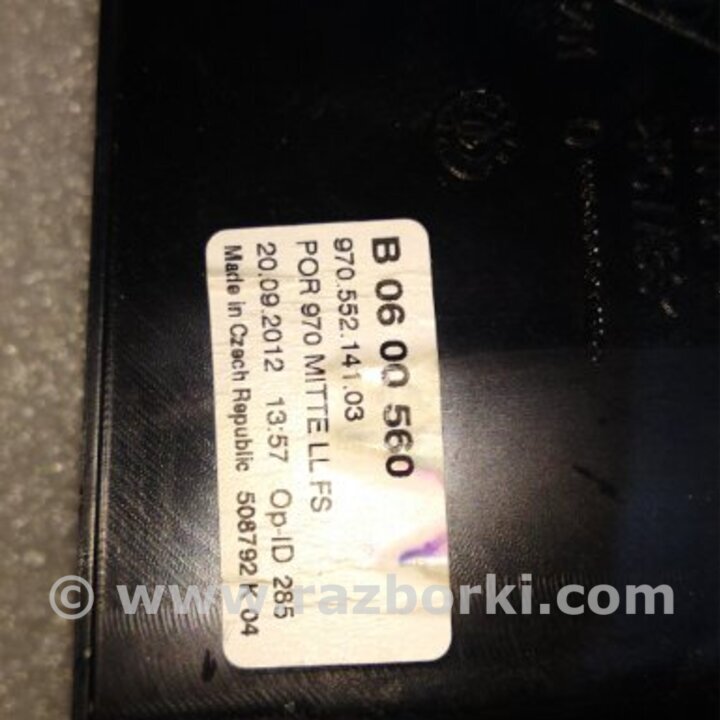 B 06 00 560
970.552.141.03
POR 970 MITTE LL FS
20.09.2012 13:57 Op-ID 285
Made in Czech Republic 508792 K 04
© www.razborki.com